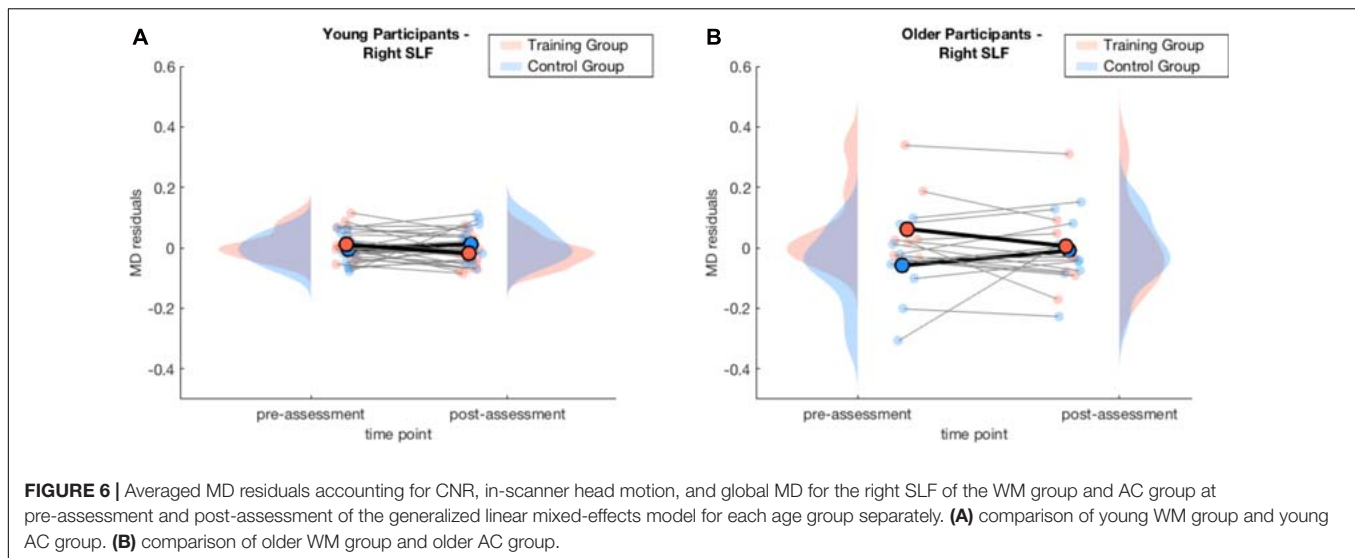 A
Young Participants -
Right SLF
Training Group
Control Group
0.6
0.4
0.2
0
-0.2
-0.4
MD residuals
pre-assessment
post-assessment
time point
B
Older Participants -
Right SLF
Training Group
Control Group
0.6
0.4
0.2
0
-0.2
-0.4
MD residuals
pre-assessment
post-assessment
time point
FIGURE 6 | Averaged MD residuals accounting for CNR, in-scanner head motion, and global MD for the right SLF of the WM group and AC group at
pre-assessment and post-assessment of the generalized linear mixed-effects model for each age group separately. (A) comparison of young WM group and young
AC group. (B) comparison of older WM group and older AC group.